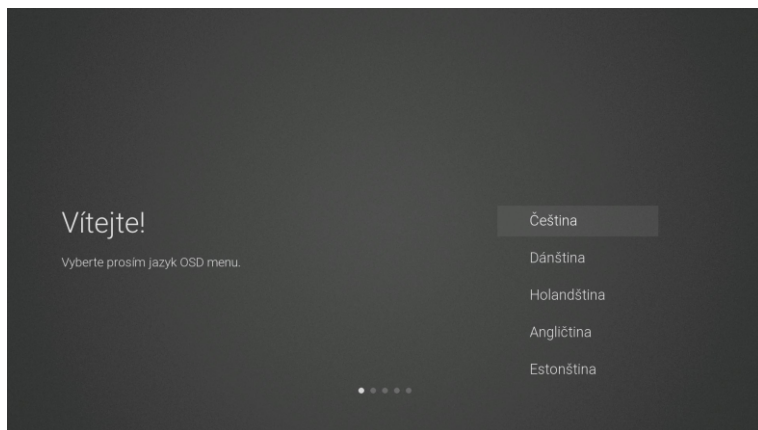 Vítejte!
Vyberte prosím jazyk OSD menu.
Čeština
Dánština
Holandština
Angličtina
Estonština